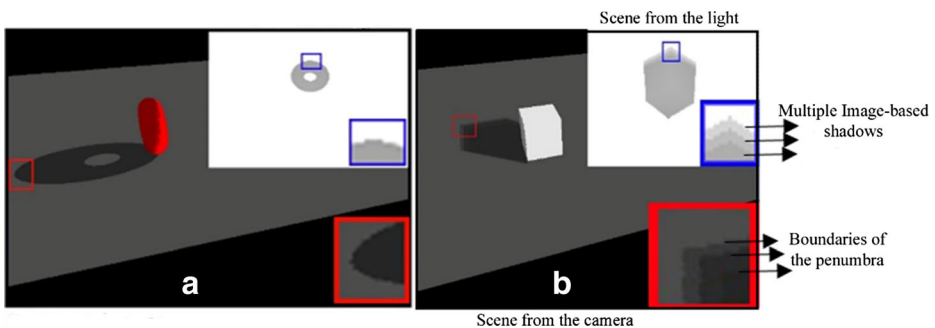 Scene from the light
Multiple Image-based
shadows
Boundaries of
the penumbra
a
b
Scene from the camera